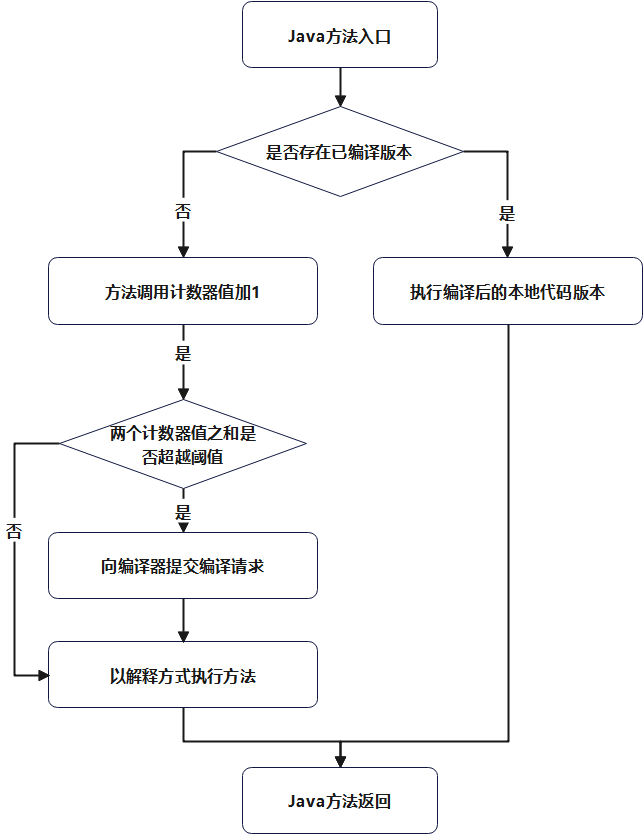 Java方法入口
是否存在已编译版本
否
是
方法调用计数器值加1
执行编译后的本地代码版本
是
两个计数器值之和是
否超越阈值
是
否
向编译器提交编译请求
以解释方式执行方法
Java方法返回